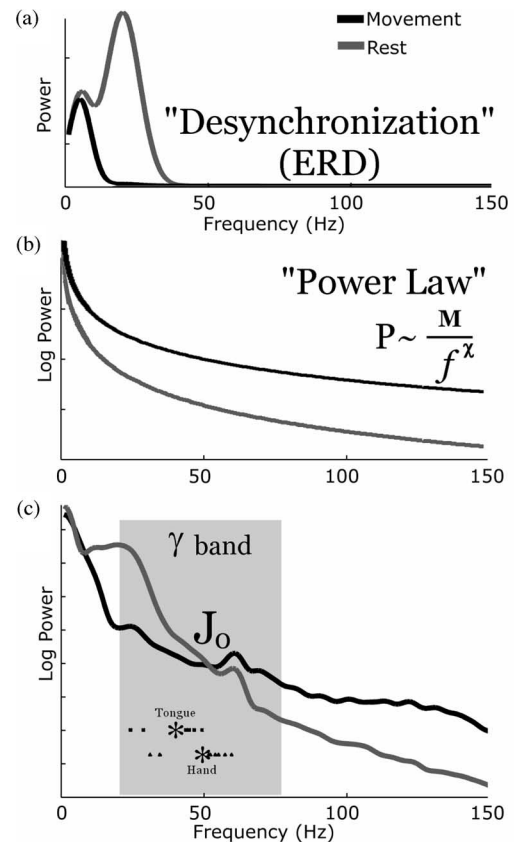 (a)
Movement
Rest
Power
"Desynchronization"
(ERD)
0 50 100 150
Frequency (Hz)
(b)
Log Power
"Power Law"
P~ M/f^χ
0 50 100 150
(c)
Log Power
γ band
J₀
Tongue
*
*
Hand
0 50 100 150
Frequency (Hz)